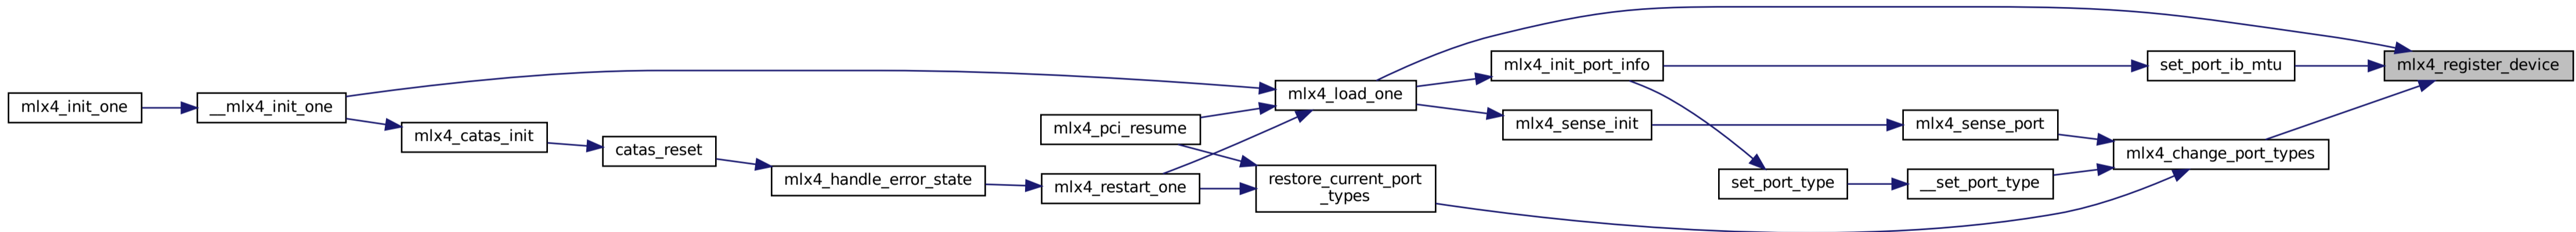 mlx4_init_one
__mlx4_init_one
mlx4_catas_init
catas_reset
mlx4_handle_error_state
mlx4_pci_resume
mlx4_restart_one
mlx4_load_one
restore_current_port
_types
mlx4_init_port_info
mlx4_sense_init
set_port_type
mlx4_sense_port
__set_port_type
set_port_ib_mtu
mlx4_change_port_types
mlx4_register_device